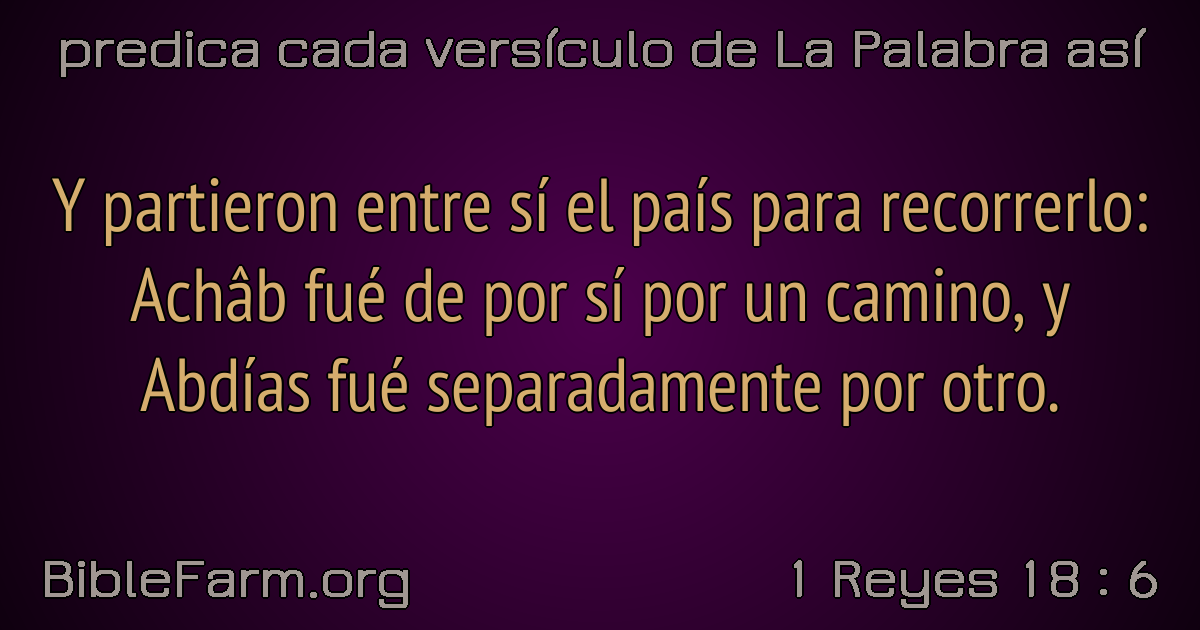 predica cada versículo de La Palabra así
Y partieron entre sí el país para recorrerlo:
Achâb fué de por sí por un camino, y
Abdías fué separadamente por otro.
BibleFarm.org
1 Reyes 18 : 6